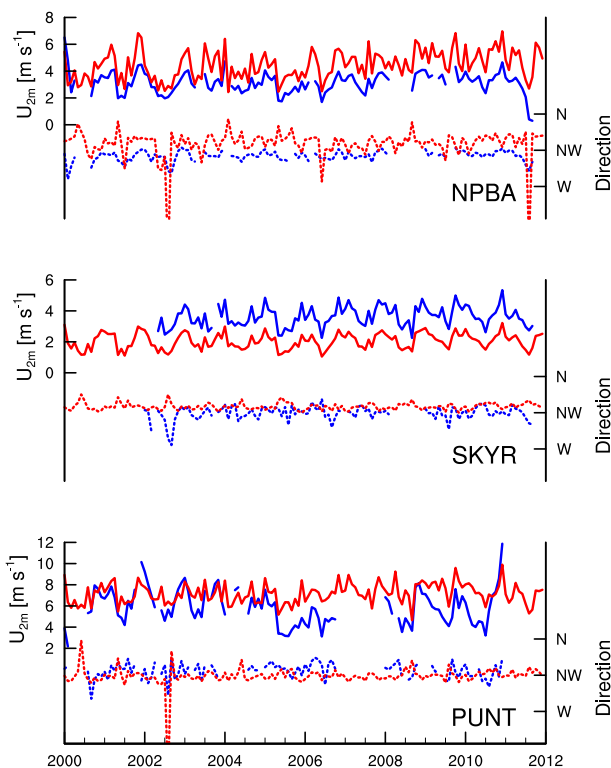 8
6
4
2
0
U2m [m s-1]
N
NW
W
Direction
NPBA
6
4
2
0
U2m [m s-1]
N
NW
W
Direction
SKYR
12
10
8
6
4
2
U2m [m s-1]
N
NW
W
Direction
PUNT
2000 2002 2004 2006 2008 2010 2012